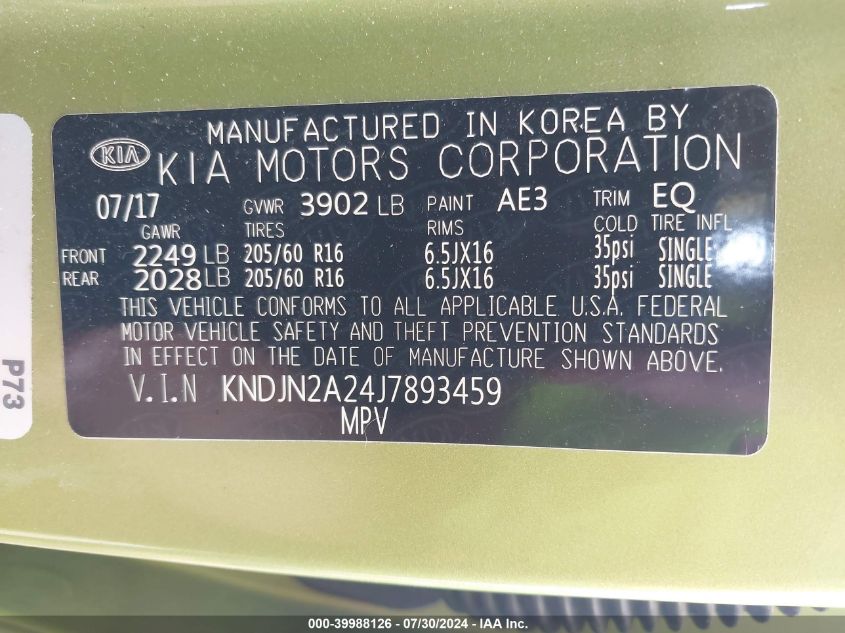 MANUFACTURED IN KOREA BY
KIA KIA MOTORS CORPORATION
07/17 GVWR 3902 LB PAINT AE3 TRIM EQ
GAWR TIRES RIMS COLD TIRE INFL
FRONT 2249 LB 205/60 R16 6.5JX16 35psi SINGLE
REAR 2028 LB 205/60 R16 6.5JX16 35psi SINGLE
THIS VEHICLE CONFORMS TO ALL APPLICABLE U.S.A. FEDERAL
MOTOR VEHICLE SAFETY AND THEFT PREVENTION STANDARDS
IN EFFECT ON THE DATE OF MANUFACTURE SHOWN ABOVE.
V.I.N KNDJN2A24J7893459
MPV
P73
000-39988126 - 07/30/2024 - IAA Inc.